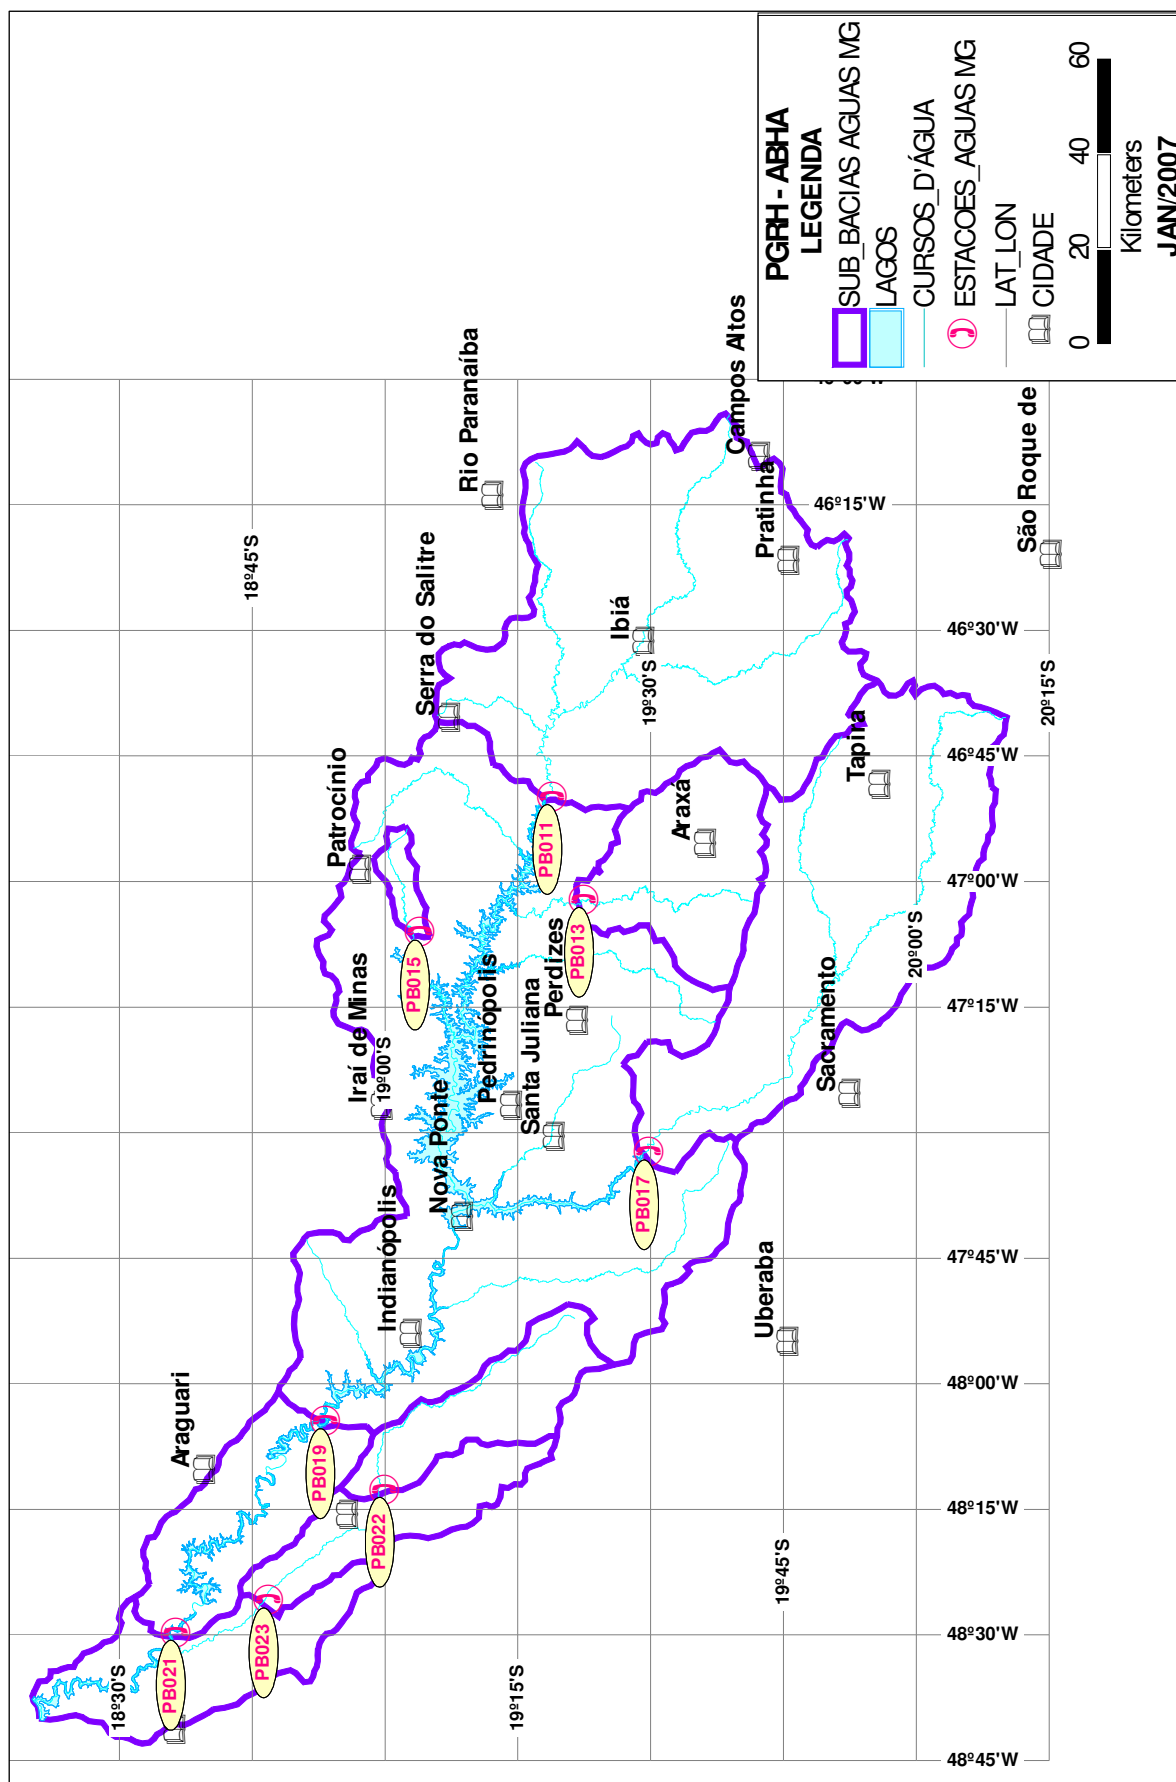 PGRH - ABHA
LEGENDA
SUB_BACIAS AGUAS MG
LAGOS
CURSOS_D'ÁGUA
ESTACOES_AGUAS MG
LAT_LON
CIDADE
0 20 40 60
Kilometers
JAN/2007
18º30'S
18º45'S
19º00'S
19º15'S
19º30'S
19º45'S
20º00'S
20º15'S
48º45'W
48º30'W
48º15'W
48º00'W
47º45'W
47º15'W
47º00'W
46º45'W
46º30'W
46º15'W
Araguari
Indianópolis
Nova Ponte
Iraí de Minas
Pedrinópolis
Santa Juliana
Perdizes
Patrocínio
Serra do Salitre
Rio Paranaíba
Campos Altos
Pratinha
Ibiá
Araxá
Tapira
São Roque de
Sacramento
Uberaba
PB021
PB023
PB022
PB019
PB017
PB015
PB013
PB011